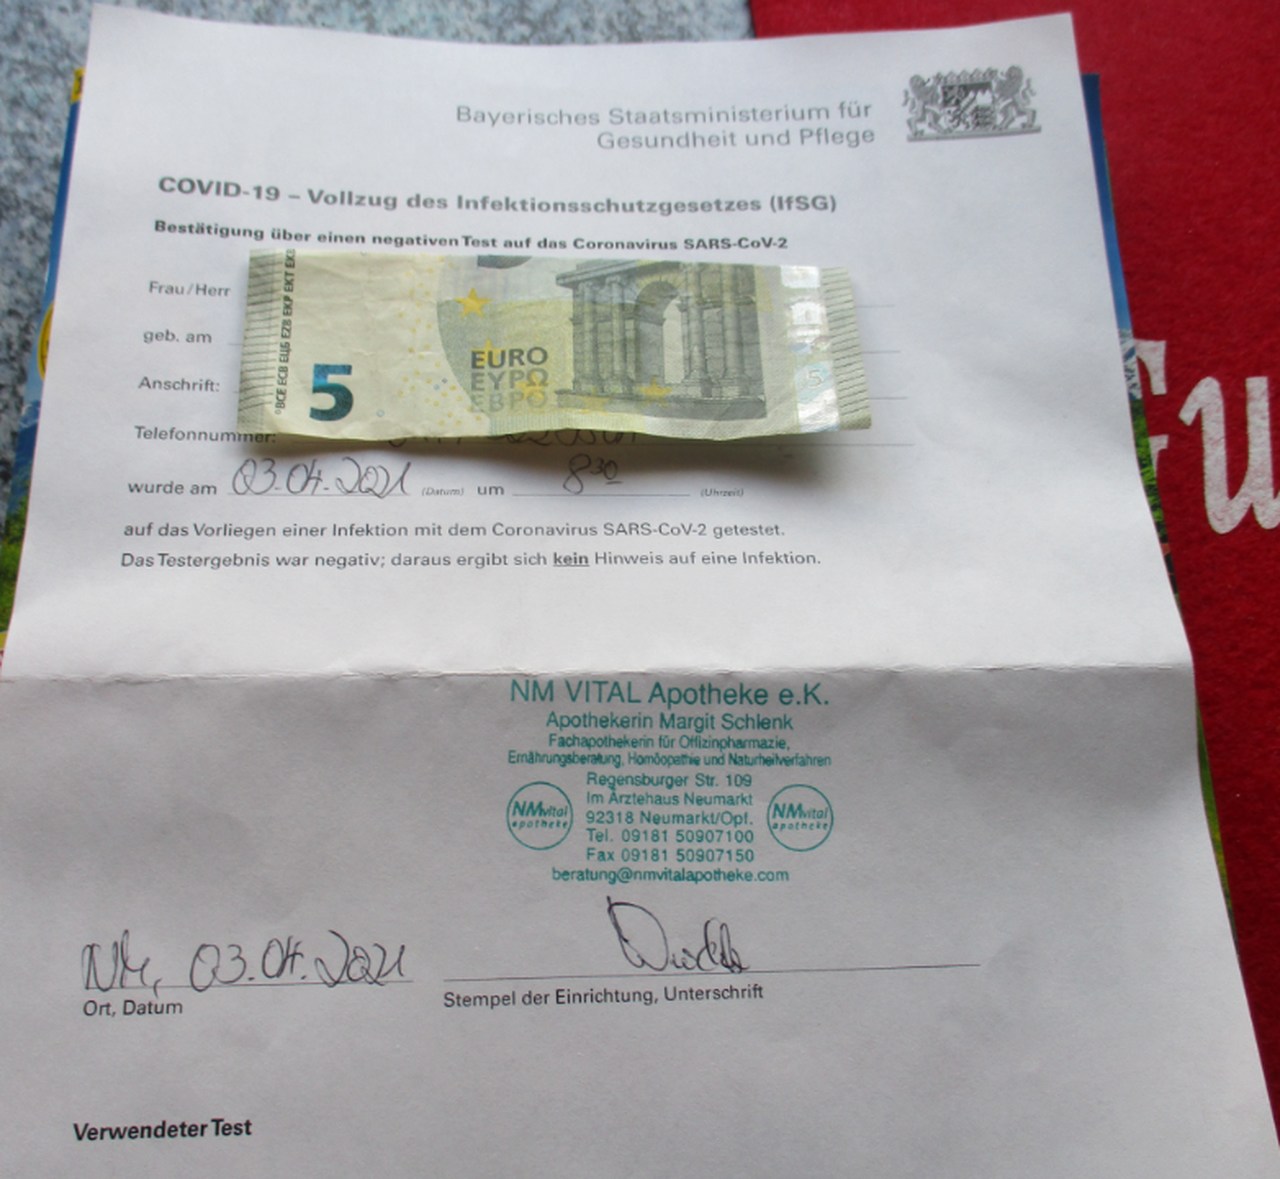 Bayerisches Staatsministerium für
Gesundheit und Pflege
COVID-19 – Vollzug des Infektionsschutzgesetzes (IfSG)
Bestätigung über einen negativen Test auf das Coronavirus SARS-CoV-2
Frau/Herr
geb. am
Anschrift:
Telefonnummer:
BCE ECB ЕЦБ EZB EKP EKT
5
EURO
ΕΥΡΩ
ЕВРО
5
wurde am 03.04.2021 (Datum) um 8 30 (Uhrzeit)
auf das Vorliegen einer Infektion mit dem Coronavirus SARS-CoV-2 getestet.
Das Testergebnis war negativ; daraus ergibt sich kein Hinweis auf eine Infektion.
NM VITAL Apotheke e.K.
Apothekerin Margit Schlenk
Fachapothekerin für Offizinpharmazie,
Ernährungsberatung, Homöopathie und Naturheilverfahren
Regensburger Str. 109
Im Ärztehaus Neumarkt
92318 Neumarkt/Opf.
Tel. 09181 50907100
Fax 09181 50907150
beratung@nmvitalapotheke.com
NMvital apotheke
NMvital apotheke
03.04.2021
Ort, Datum
Stempel der Einrichtung, Unterschrift
Verwendeter Test